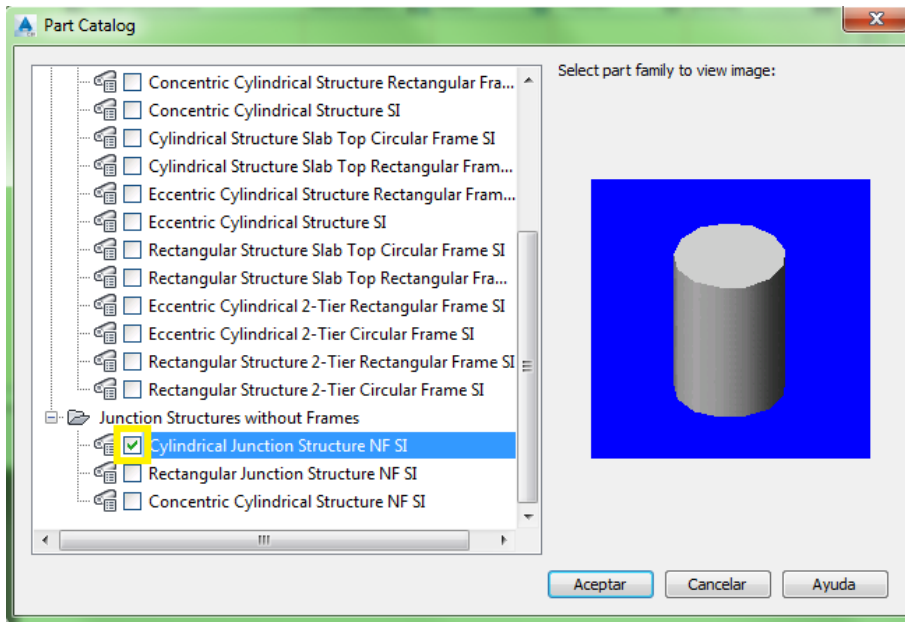 Part Catalog
Select part family to view image:
Concentric Cylindrical Structure Rectangular Fra...
Concentric Cylindrical Structure SI
Cylindrical Structure Slab Top Circular Frame SI
Cylindrical Structure Slab Top Rectangular Fram...
Eccentric Cylindrical Structure Rectangular Fram...
Eccentric Cylindrical Structure SI
Rectangular Structure Slab Top Circular Frame SI
Rectangular Structure Slab Top Rectangular Fra...
Eccentric Cylindrical 2-Tier Rectangular Frame SI
Eccentric Cylindrical 2-Tier Circular Frame SI
Rectangular Structure 2-Tier Rectangular Frame SI
Rectangular Structure 2-Tier Circular Frame SI
Junction Structures without Frames
Cylindrical Junction Structure NF SI
Rectangular Junction Structure NF SI
Concentric Cylindrical Structure NF SI
Aceptar
Cancelar
Ayuda